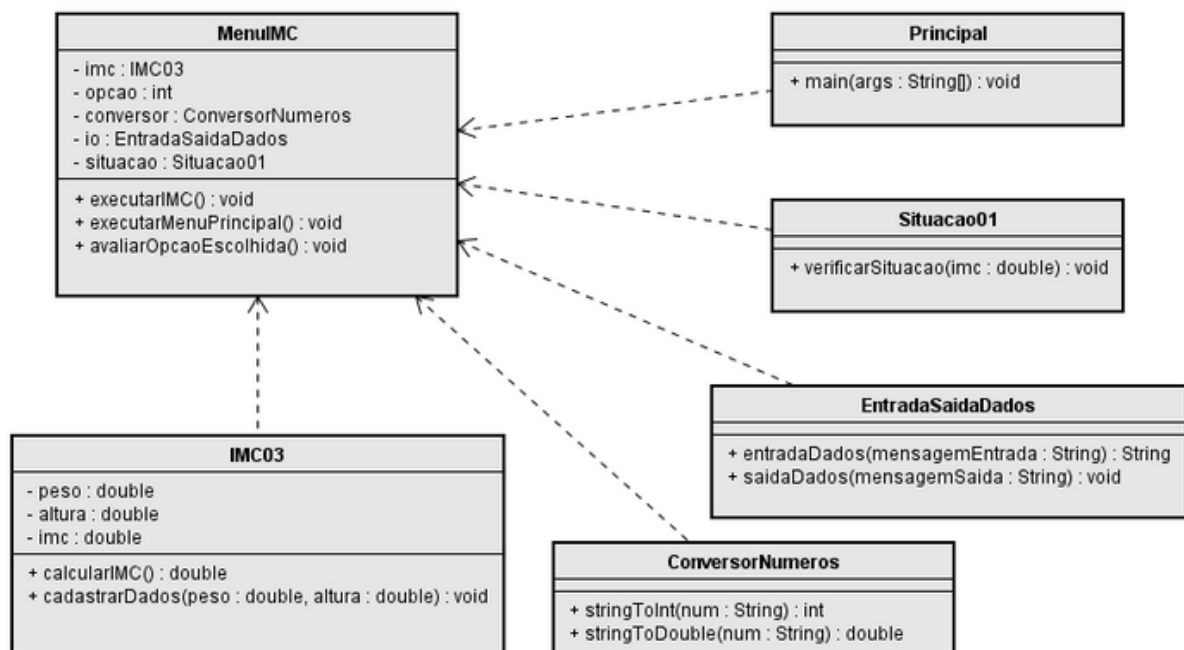 MenuIMC
- imc : IMC03
- opcao : int
- conversor : ConversorNumeros
- io : EntradaSaidaDados
- situacao : Situacao01
+ executarIMC() : void
+ executarMenuPrincipal() : void
+ avaliarOpcaoEscolhida() : void
Principal
+ main(args : String[]) : void
Situacao01
+ verificarSituacao(imc : double) : void
EntradaSaidaDados
+ entradaDados(mensagemEntrada : String) : String
+ saidaDados(mensagemSaida : String) : void
IMC03
- peso : double
- altura : double
- imc : double
+ calcularIMC() : double
+ cadastrarDados(peso : double, altura : double) : void
ConversorNumeros
+ stringToInt(num : String) : int
+ stringToDouble(num : String) : double